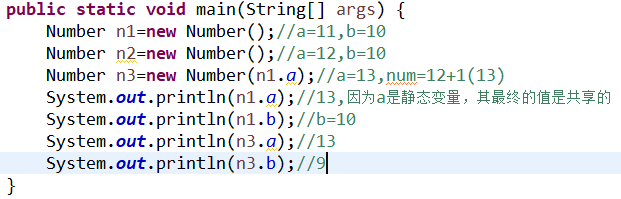 public static void main(String[] args) {
Number n1=new Number();//a=11,b=10
Number n2=new Number();//a=12,b=10
Number n3=new Number(n1.a);//a=13,num=12+1(13)
System.out.println(n1.a);//13,因为a是静态变量，其最终的值是共享的
System.out.println(n1.b);//b=10
System.out.println(n3.a);//13
System.out.println(n3.b);//9
}